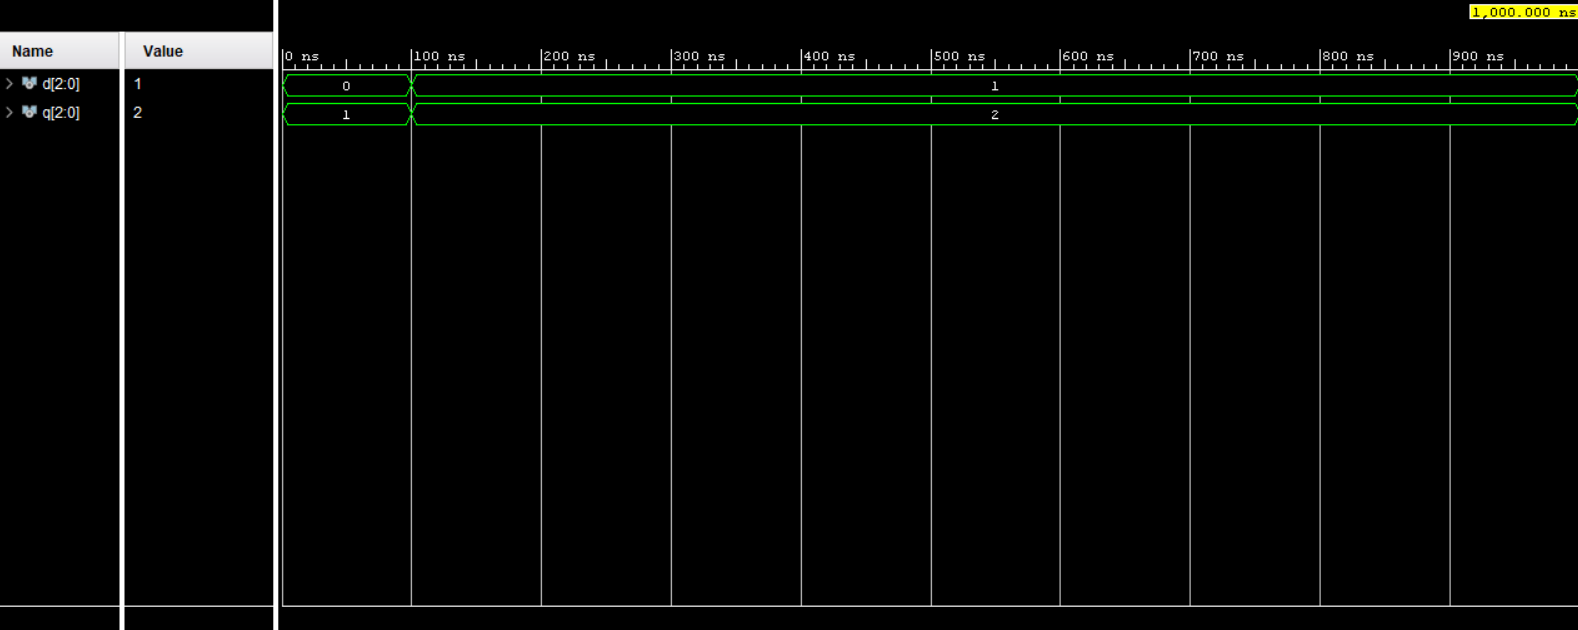 1,000.000 ns
Name Value
0 ns 100 ns 200 ns 300 ns 400 ns 500 ns 600 ns 700 ns 800 ns 900 ns
d[2:0] 1 0 1
q[2:0] 2 1 2